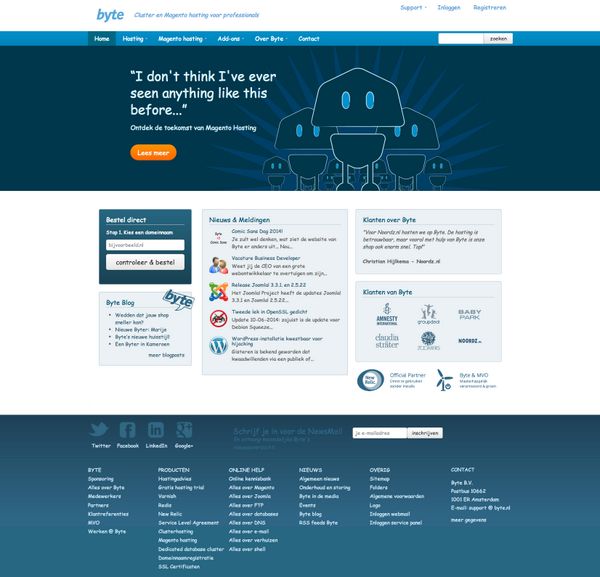 byte
Cluster en Magento hosting voor professionals
Support
Inloggen
Registreren
Home
Hosting
Magento hosting
Add-ons
Over Byte
Contact
zoeken
“I don't think I've ever
seen anything like this
before...”
Ontdek de toekomst van Magento Hosting
Lees meer
Bestel direct
Stap 1. Kies een domeinnaam
bijvoorbeeld.nl
controleer & bestel
Byte Blog
byte
Wedden dat jouw shop
sneller kan?
Nieuwe Byter: Marije
Byte's nieuwe huisstijl!
Een Byter in Kameroen
meer blogposts
Nieuws & Meldingen
Comic Sans Dag 2014!
Je zult wel denken, wat ziet de website van
Byte er anders uit... Nou...
Vacature Business Developer
Weet jij de CEO van een grote
webontwikkelaar te overtuigen om zijn...
Release Joomla! 3.3.1 en 2.5.22
Het Joomla! Project heeft de updates Joomla!
3.3.1 en Joomla! 2.5.22...
Tweede lek in OpenSSL gedicht
Update 10-06-2014: zojuist is de update voor
Debian Squeeze...
WordPress-installatie kwetsbaar voor
hijacking
Gisteren is bekend geworden dat
kwaadwillenden via een publiek of...
Klanten over Byte
"Voor Noordz.nl hosten we op Byte. De hosting is
betrouwbaar, maar vooral met hulp van Byte is onze
shop ook enorm snel. Top!"
Christian Hijlkema - Noordz.nl
Klanten van Byte
AMNESTY
INTERNATIONAL
groupdeal
BABY
PARK
claudia
sträter
NOORDZ
New
Relic
Official Partner
Byte & MVO
Maatschappelijk
verantwoord & groen
Twitter
Facebook
LinkedIn
Google+
Schrijf je in voor de NewsMail
je e-mailadres
inschrijven
BYTE
Sponsoring
Alles over Byte
Medewerkers
Partners
Klantreferenties
MVO
Werken @ Byte
PRODUCTEN
Hostingadvies
Gratis hosting trial
Varnish
Redis
New Relic
Service Level Agreement
Clusterhosting
Magento hosting
Dedicated database cluster
Domeinnaamregistratie
SSL Certificaten
ONLINE HELP
Online kennisbank
Alles over Magento
Alles over Joomla
Alles over FTP
Alles over databases
Alles over DNS
Alles over e-mail
Alles over verhuizen
Alles over shell
NIEUWS
Algemeen nieuws
Onderhoud en storing
Byte in de media
Events
Byte blog
RSS feeds Byte
OVERIG
Sitemap
Folders
Algemene voorwaarden
Logo
Inloggen webmail
Inloggen service panel
CONTACT
Byte B.V.
Postbus 10662
1001 ER Amsterdam
E-mail: support @ byte.nl
meer gegevens